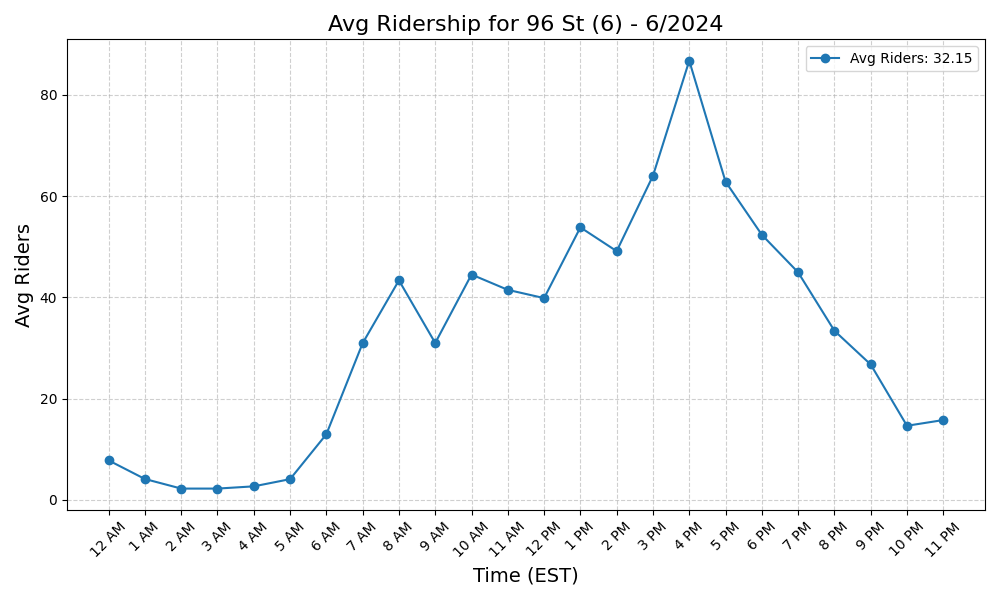 Avg Ridership for 96 St (6) - 6/2024
Avg Riders: 32.15
Avg Riders
80
60
40
20
0
12 AM
1 AM
2 AM
3 AM
4 AM
5 AM
6 AM
7 AM
8 AM
9 AM
10 AM
11 AM
12 PM
1 PM
2 PM
3 PM
4 PM
5 PM
6 PM
7 PM
8 PM
9 PM
10 PM
11 PM
Time (EST)